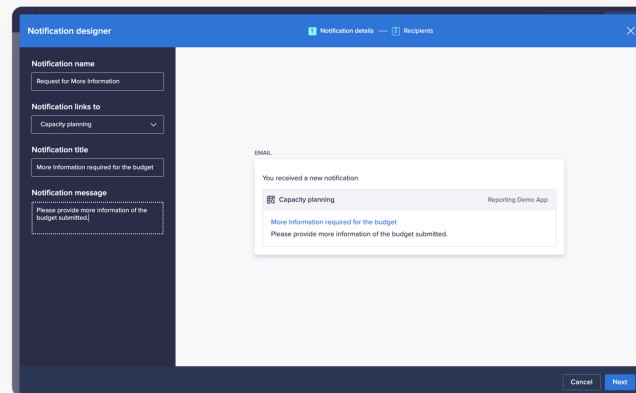 Notification designer
1 Notification details — 2 Recipients
Notification name
Request for More Information
Notification links to
Capacity planning
Notification title
More Information required for the budget
Notification message
Please provide more information of the
budget submitted.
EMAIL
You received a new notification
Capacity planning Reporting Demo App
More Information required for the budget
Please provide more information of the budget submitted.
Cancel Next